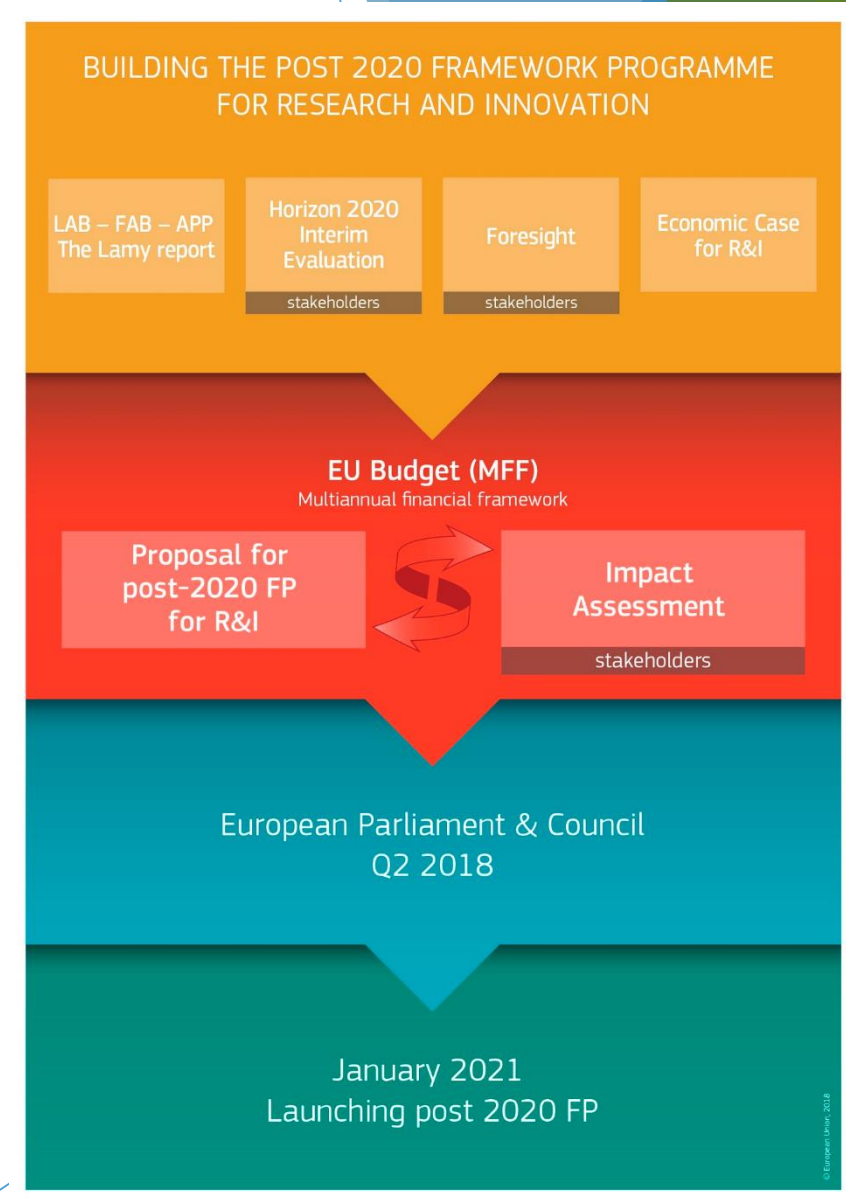 BUILDING THE POST 2020 FRAMEWORK PROGRAMME
FOR RESEARCH AND INNOVATION
LAB – FAB – APP
The Lamy report
Horizon 2020
Interim
Evaluation
stakeholders
Foresight
stakeholders
Economic Case
for R&I
EU Budget (MFF)
Multiannual financial framework
Proposal for
post-2020 FP
for R&I
Impact
Assessment
stakeholders
European Parliament & Council
Q2 2018
January 2021
Launching post 2020 FP
© European Union, 2018